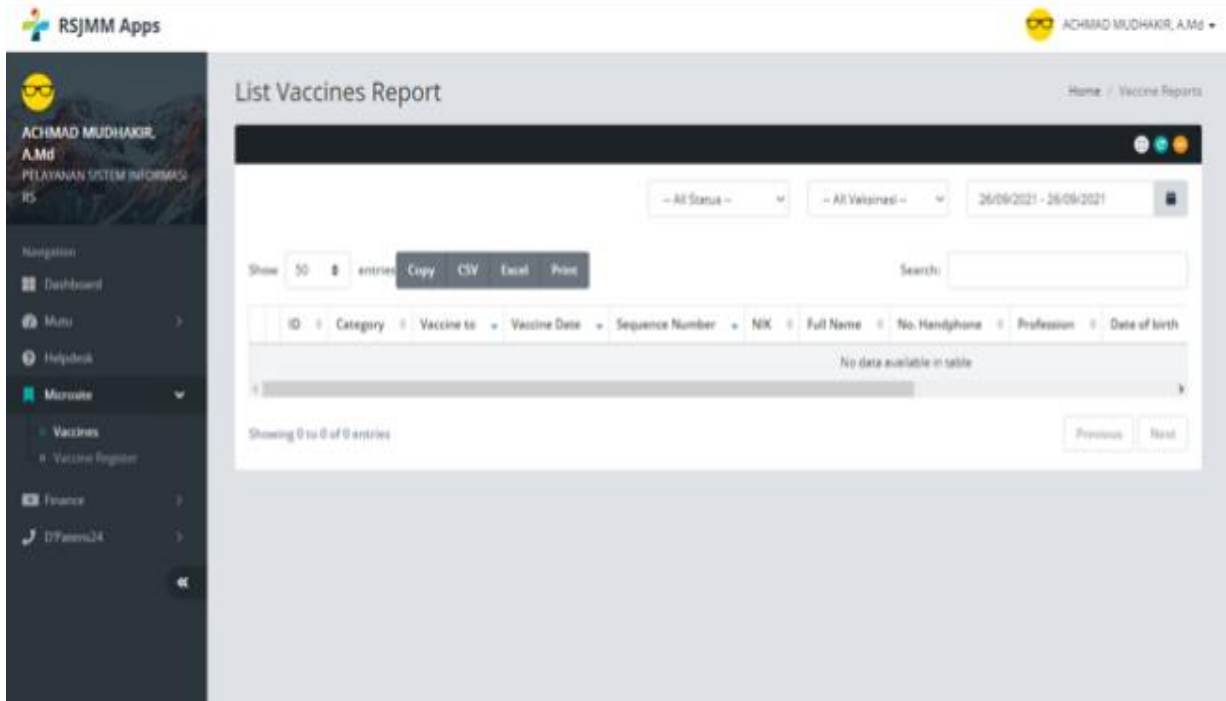 RSJMM Apps
ACHMAD MUDHAKIR, A.Md
ACHMAD MUDHAKIR,
A.Md
PELAYANAN SISTEM INFORMASI
RS
Navigation
Dashboard
Mutu
Helpdesk
Microsite
Vaccines
Vaccine Register
Finance
List Vaccines Report
Home / Vaccine Reports
-- All Status --
-- All Vaksinasi --
26/09/2021 - 26/09/2021
Show 50 entries Copy CSV Excel Print
Search:
ID Category Vaccine to Vaccine Date Sequence Number NIK Full Name No. Handphone Profession Date of birth
No data available in table
Showing 0 to 0 of 0 entries
Previous Next